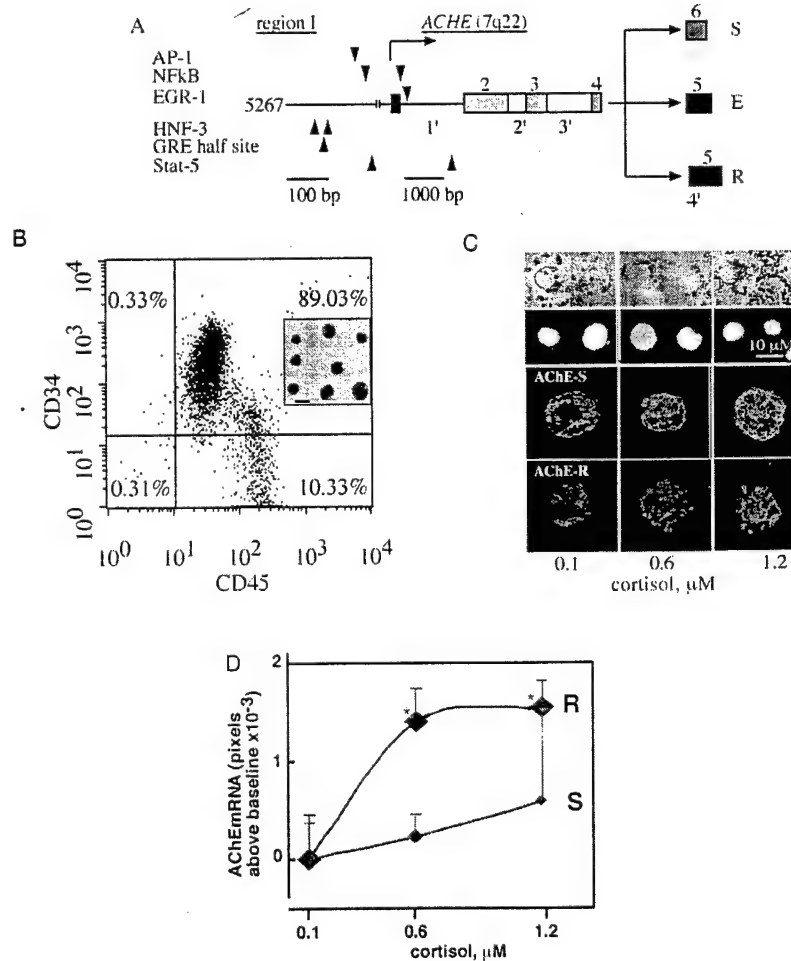 A
region 1
ACHE (7q22)
AP-1
NFkB
EGR-1
5267
HNF-3
GRE half site
Stat-5
1'
2
3
4
2'
3'
100 bp
1000 bp
6
S
5
E
5
R
4'
B
10⁴
10³
10²
10¹
10⁰
CD34
0.33%
89.03%
0.31%
10.33%
10⁰
10¹
10²
10³
10⁴
CD45
C
10 µM
AChE-S
AChE-R
0.1
0.6
1.2
cortisol, µM
D
AChEmRNA (pixels
above baseline x10-3)
2
1
0
*
*
R
S
0.1
0.6
1.2
cortisol, µM